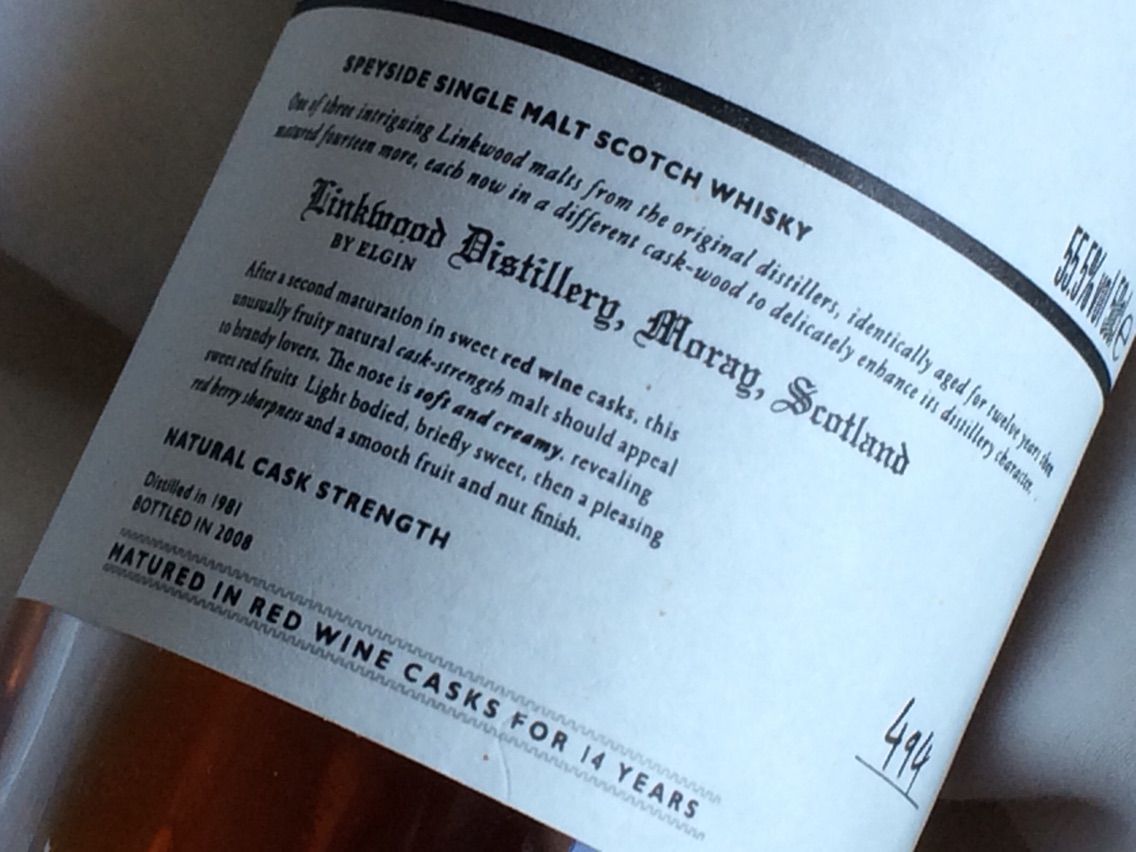 SPEYSIDE SINGLE MALT SCOTCH WHISKY
One of three intriguing Linkwood malts from the original distillers, identically aged for twelve years then
matured fourteen more, each now in a different cask-wood to delicately enhance its distillery character.
Linkwood Distillery, Moray, Scotland
BY ELGIN
After a second maturation in sweet red wine casks, this
unusually fruity natural cask-strength malt should appeal
to brandy lovers. The nose is soft and creamy, revealing
sweet red fruits. Light bodied, briefly sweet, then a pleasing
red berry sharpness and a smooth fruit and nut finish.
NATURAL CASK STRENGTH
Distilled in 1981
BOTTLED IN 2008
MATURED IN RED WINE CASKS FOR 14 YEARS
55.5% vol 50cl e
494